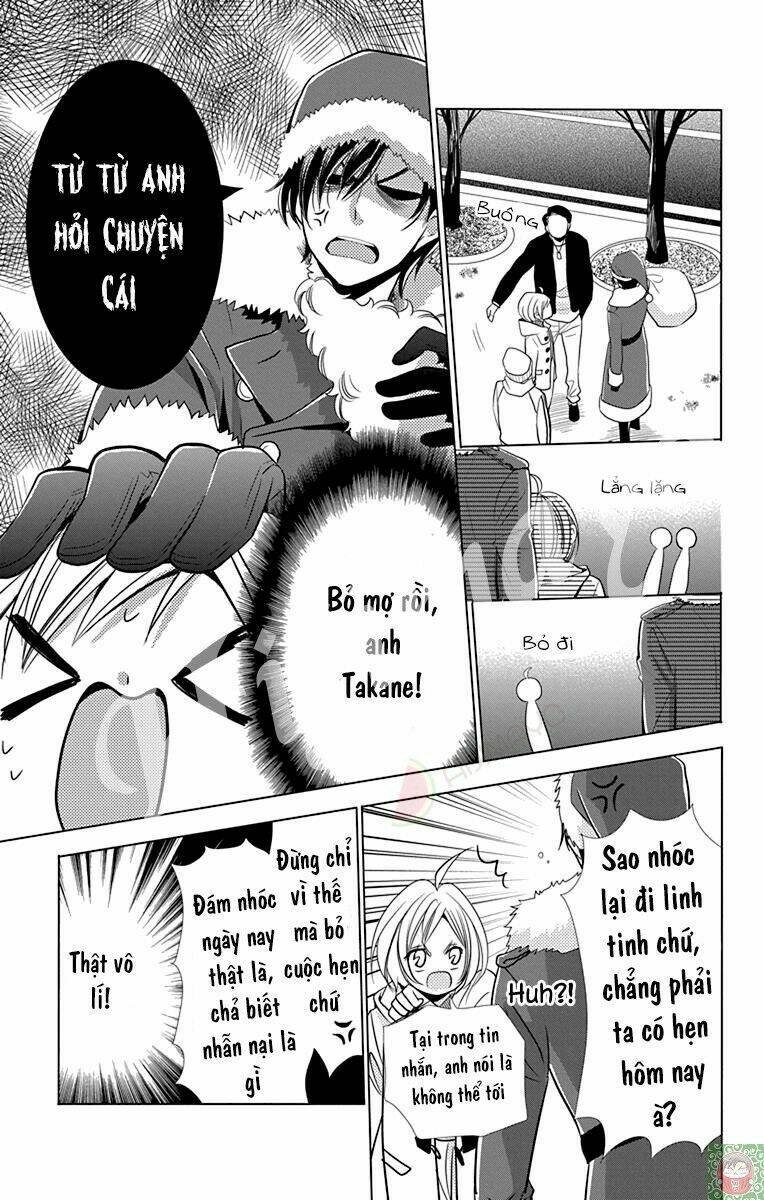 Buông
Lẳng lặng
Bỏ đi
TỪ TỪ ANH
HỎI CHUYỆN
CÁI
Bỏ mợ rồi,
anh
Takane!
Sao nhóc
lại đi linh
tinh chứ,
chẳng phải
ta có hẹn
hôm nay
à?
Huh?!
Tại trong tin
nhắn, anh nói là
không thể tới
Đừng chỉ
vì thế
mà bỏ
cuộc hẹn
chứ
Đám nhóc
ngày nay
thật là,
chả biết
nhẫn nại là
gì
Thật vô
lí!